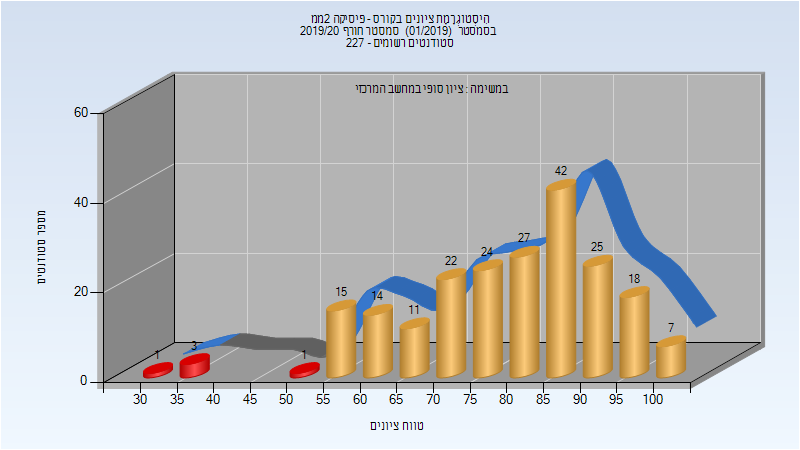 היסטוגרמת ציונים בקורס - פיסיקה 2ממ
בסמסטר (01/2019) סמסטר חורף 2019/20
סטודנטים רשומים - 227
במשימה : ציון סופי במחשב המרכזי
מספר סטודנטים
60
40
20
0
1
3
1
15
14
11
22
24
27
42
25
18
7
30 35 40 45 50 55 60 65 70 75 80 85 90 95 100
טווח ציונים